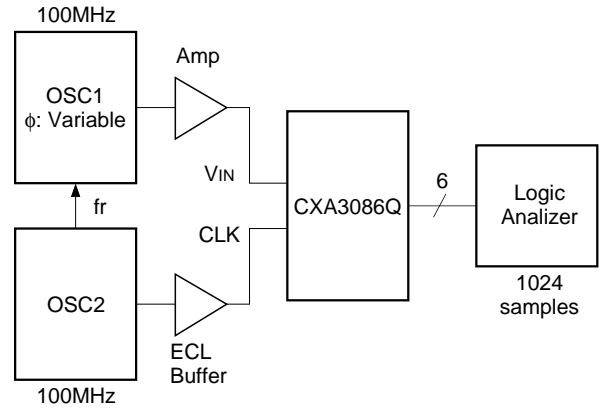 100MHz
OSC1
ϕ: Variable
Amp
VIN
fr
CLK
CXA3086Q
6
Logic
Analizer
1024
samples
OSC2
ECL
Buffer
100MHz